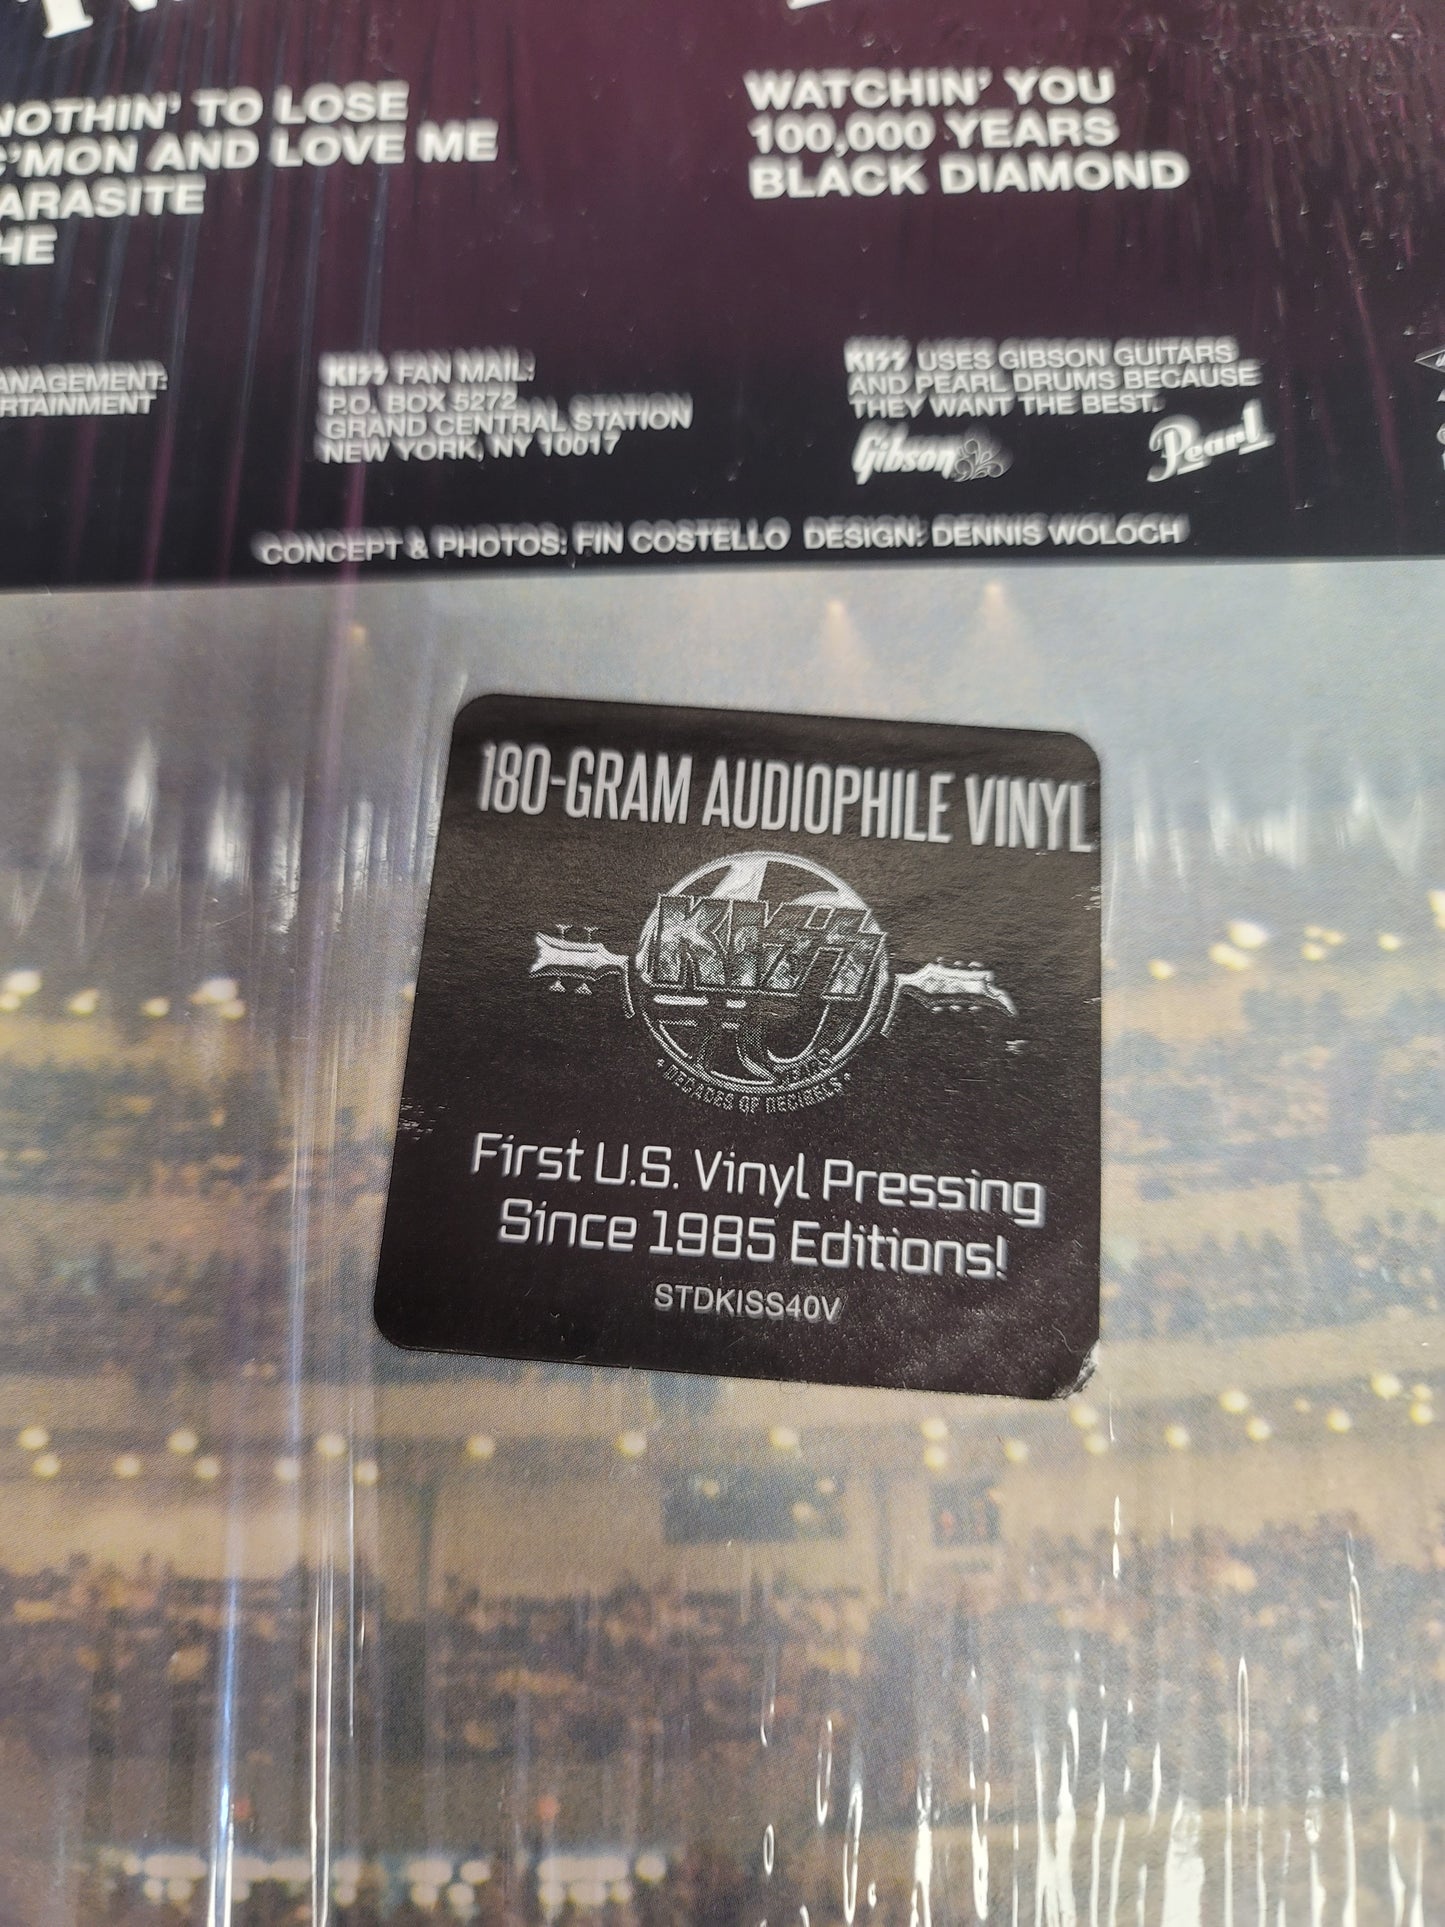 NOTHIN' TO LOSE
C'MON AND LOVE ME
ARASITE
HE
WATCHIN' YOU
100,000 YEARS
BLACK DIAMOND
ANAGEMENT:
RTAINMENT
KISS FAN MAIL:
P.O. BOX 5272
GRAND CENTRAL STATION
NEW YORK, NY 10017
KISS USES GIBSON GUITARS
AND PEARL DRUMS BECAUSE
THEY WANT THE BEST.
Gibson
Pearl
CONCEPT & PHOTOS: FIN COSTELLO DESIGN: DENNIS WOLOCH
180-GRAM AUDIOPHILE VINYL
KISS
40
YEARS
• DECADES OF DECIBELS •
First U.S. Vinyl Pressing
Since 1985 Editions!
STDKISS40V